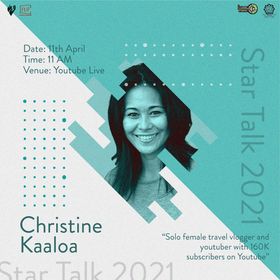 Date: 11th April
Time: 11 AM
Venue: Youtube Live
Star Talk 2021
Christine
Kaaloa
“Solo female travel vlogger and
youtuber with 160K
subscribers on Youtube”
Star Talk 2021